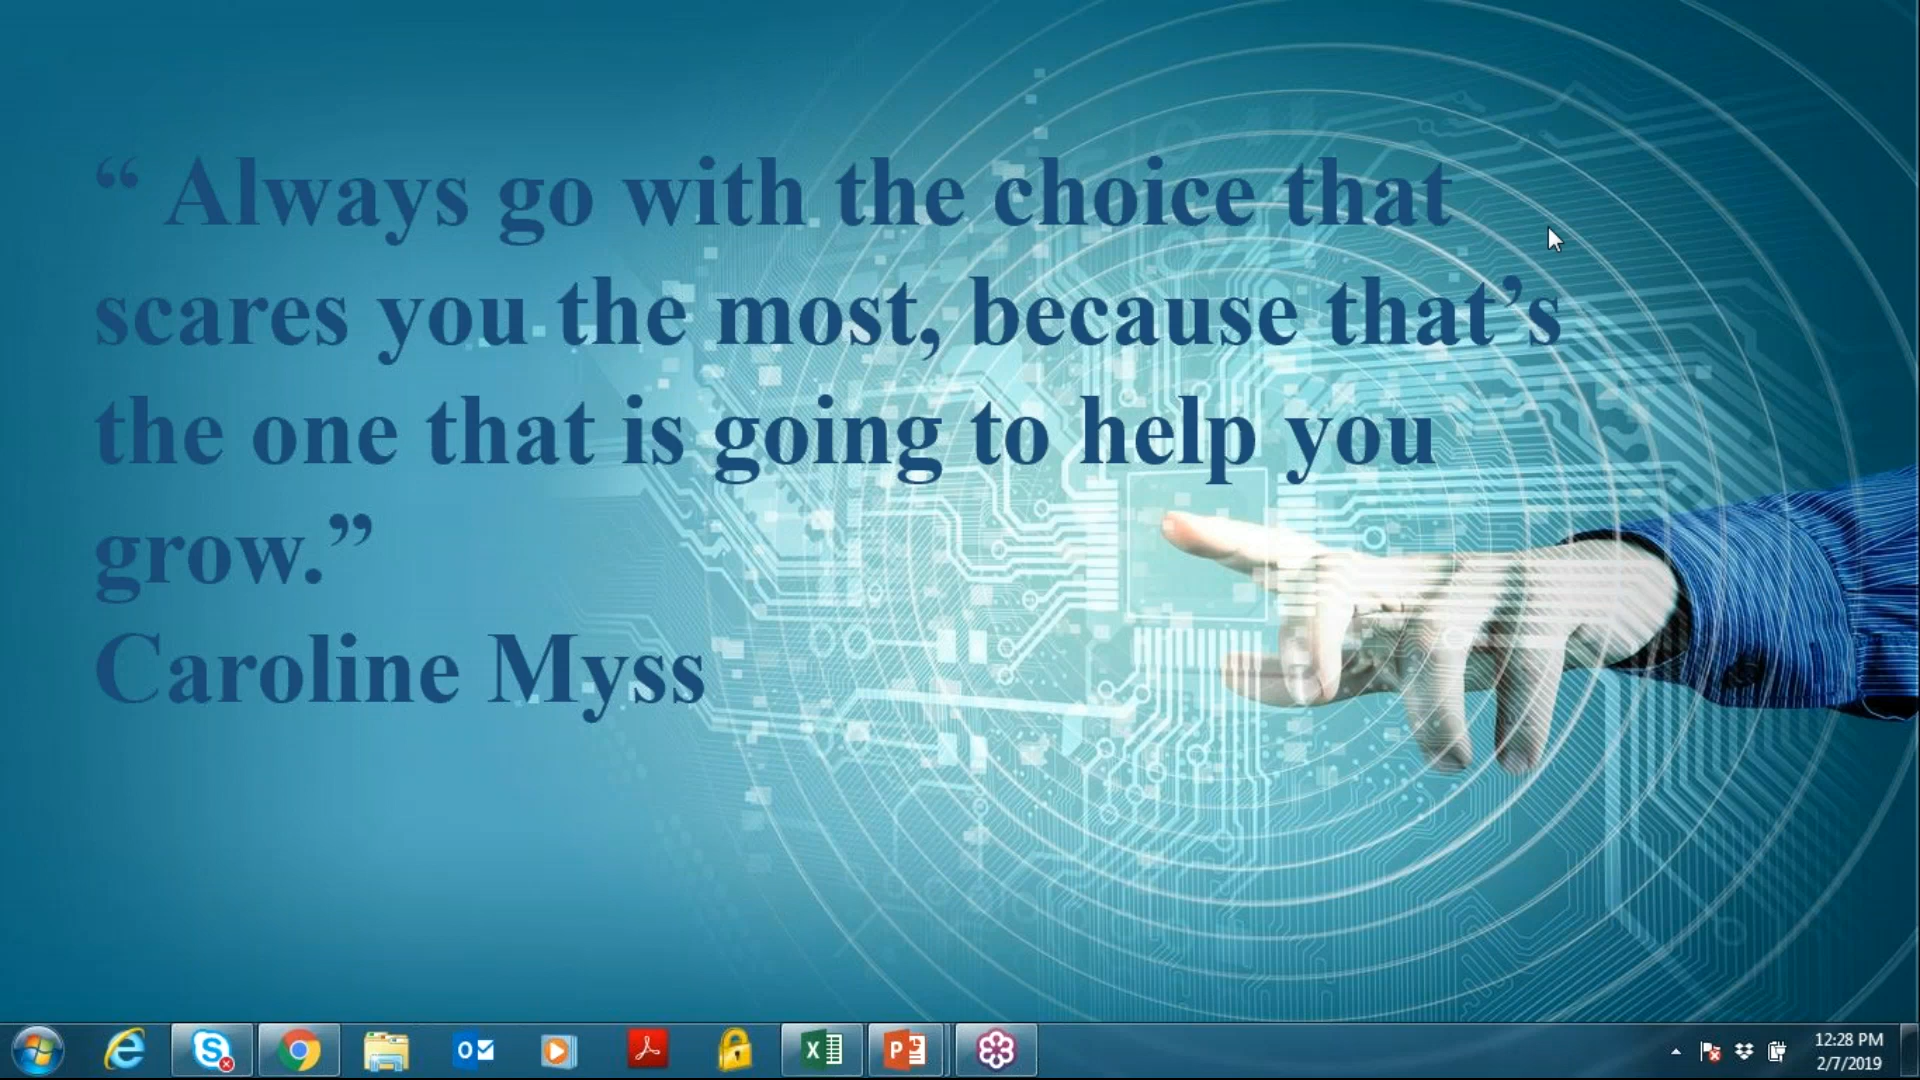 “ Always go with the choice that
scares you the most, because that’s
the one that is going to help you
grow.”
Caroline Myss
12:28 PM
2/7/2019